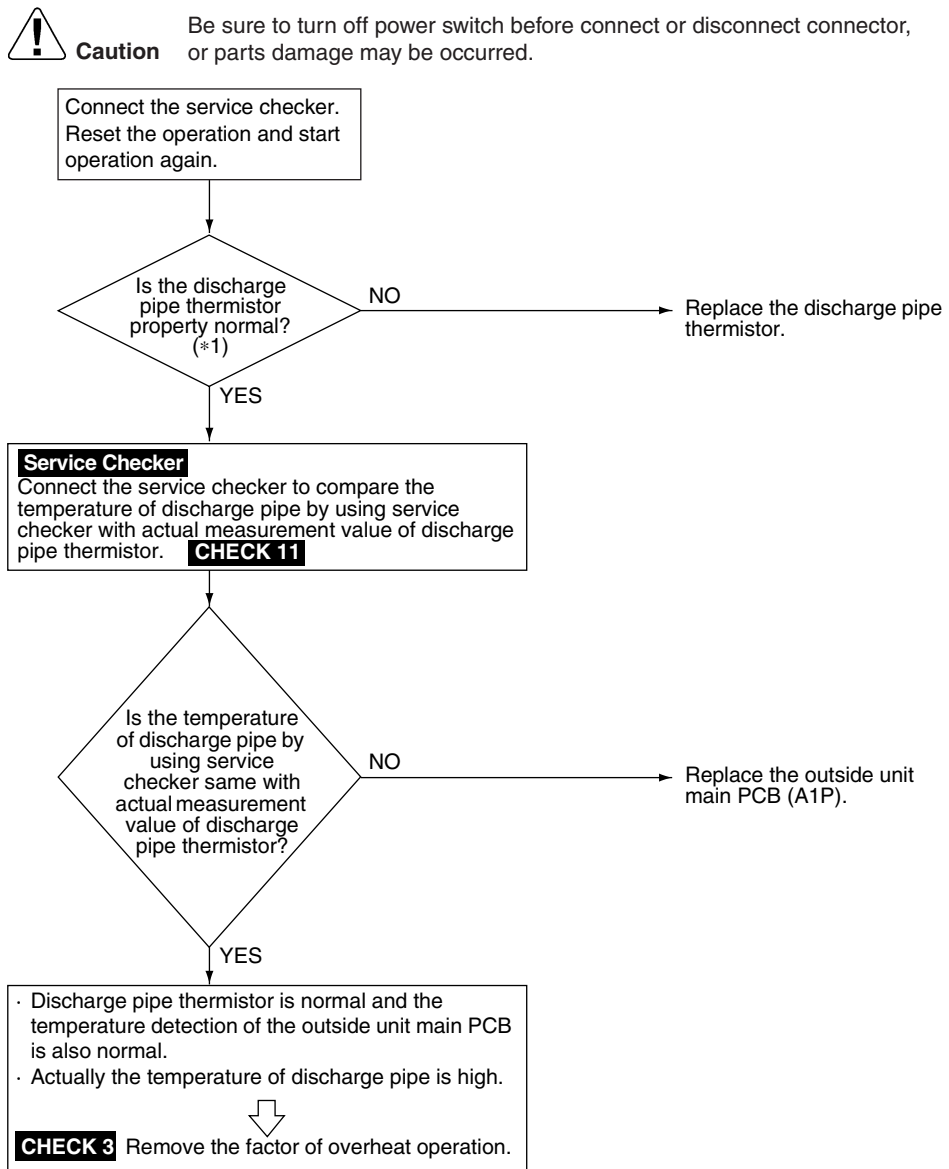 Be sure to turn off power switch before connect or disconnect connector,
Caution or parts damage may be occurred.
Connect the service checker.
Reset the operation and start
operation again.
Is the discharge
pipe thermistor
property normal?
(*1)
NO
Replace the discharge pipe
thermistor.
YES
Service Checker
Connect the service checker to compare the
temperature of discharge pipe by using service
checker with actual measurement value of discharge
pipe thermistor. CHECK 11
Is the temperature
of discharge pipe by
using service
checker same with
actual measurement
value of discharge
pipe thermistor?
NO
Replace the outside unit
main PCB (A1P).
YES
· Discharge pipe thermistor is normal and the
temperature detection of the outside unit main PCB
is also normal.
· Actually the temperature of discharge pipe is high.
CHECK 3 Remove the factor of overheat operation.